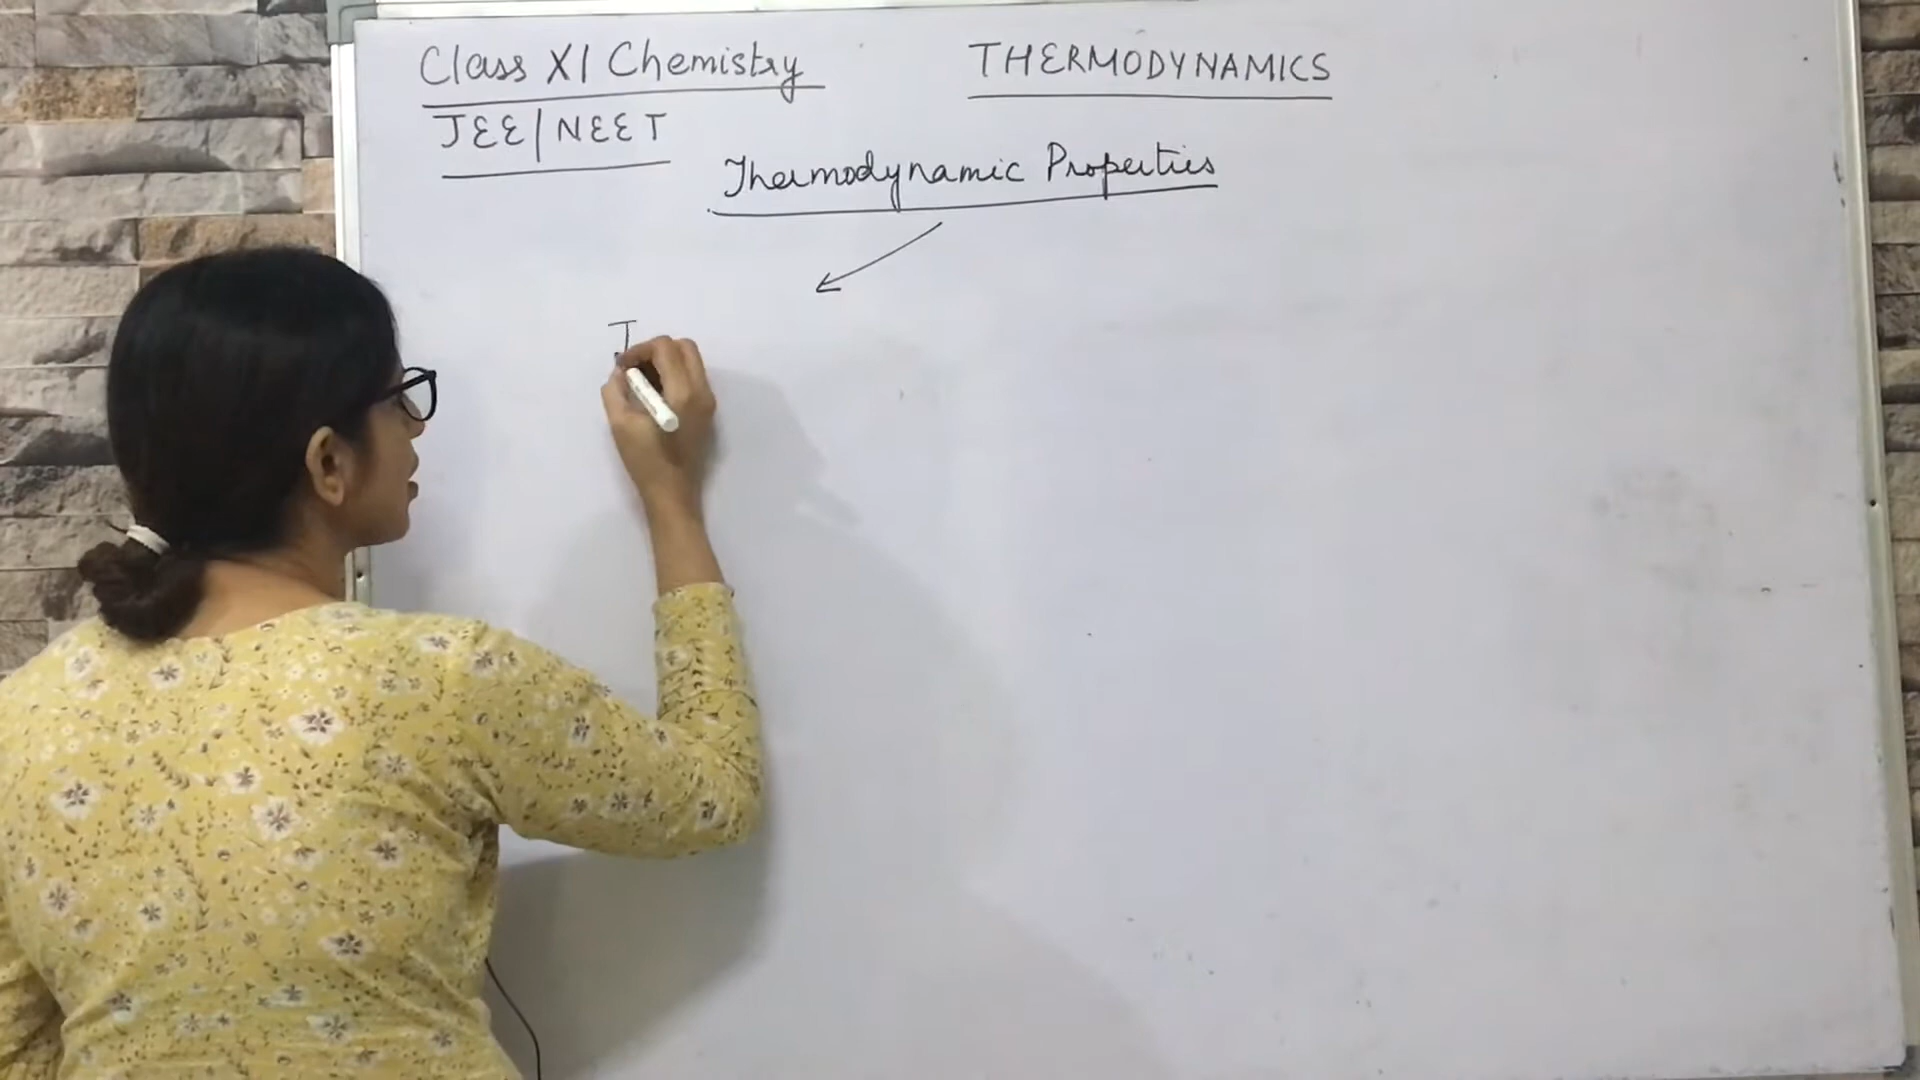 Class XI Chemistry
THERMODYNAMICS
JEE/NEET
Thermodynamic Properties
I